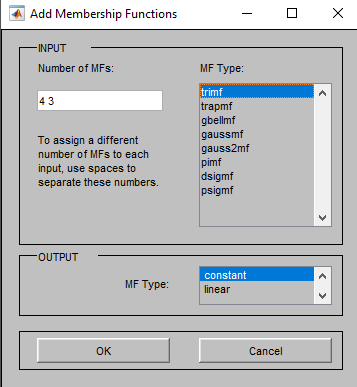 Add Membership Functions
INPUT
Number of MFs:
4 3
To assign a different
number of MFs to each
input, use spaces to
separate these numbers.
MF Type:
trimf
trapmf
gbellmf
gaussmf
gauss2mf
pimf
dsigmf
psigmf
OUTPUT
MF Type:
constant
linear
OK
Cancel